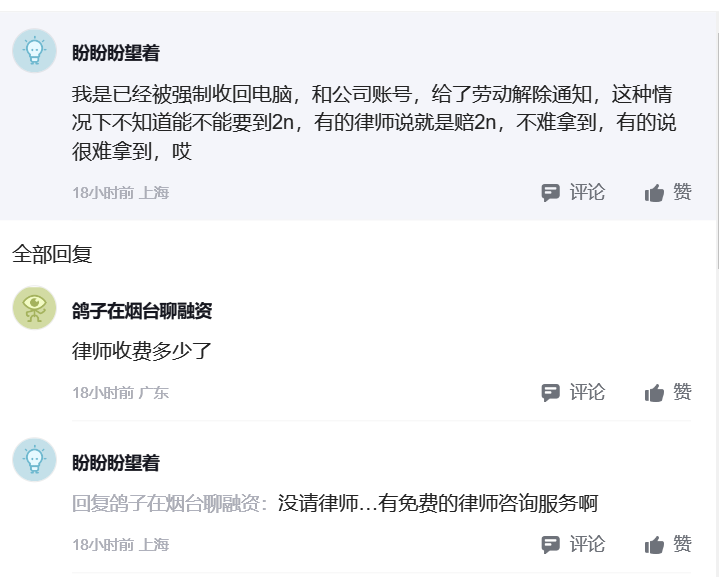 盼盼盼望着
我是已经被强制收回电脑，和公司账号，给了劳动解除通知，这种情
况下不知道能不能要到2n，有的律师说就是赔2n，不难拿到，有的说
很难拿到，哎
18小时前 上海
评论 赞
全部回复
鸽子在烟台聊融资
律师收费多少了
18小时前 广东
评论 赞
盼盼盼望着
回复鸽子在烟台聊融资：没请律师...有免费的律师咨询服务啊
18小时前 上海
评论 赞